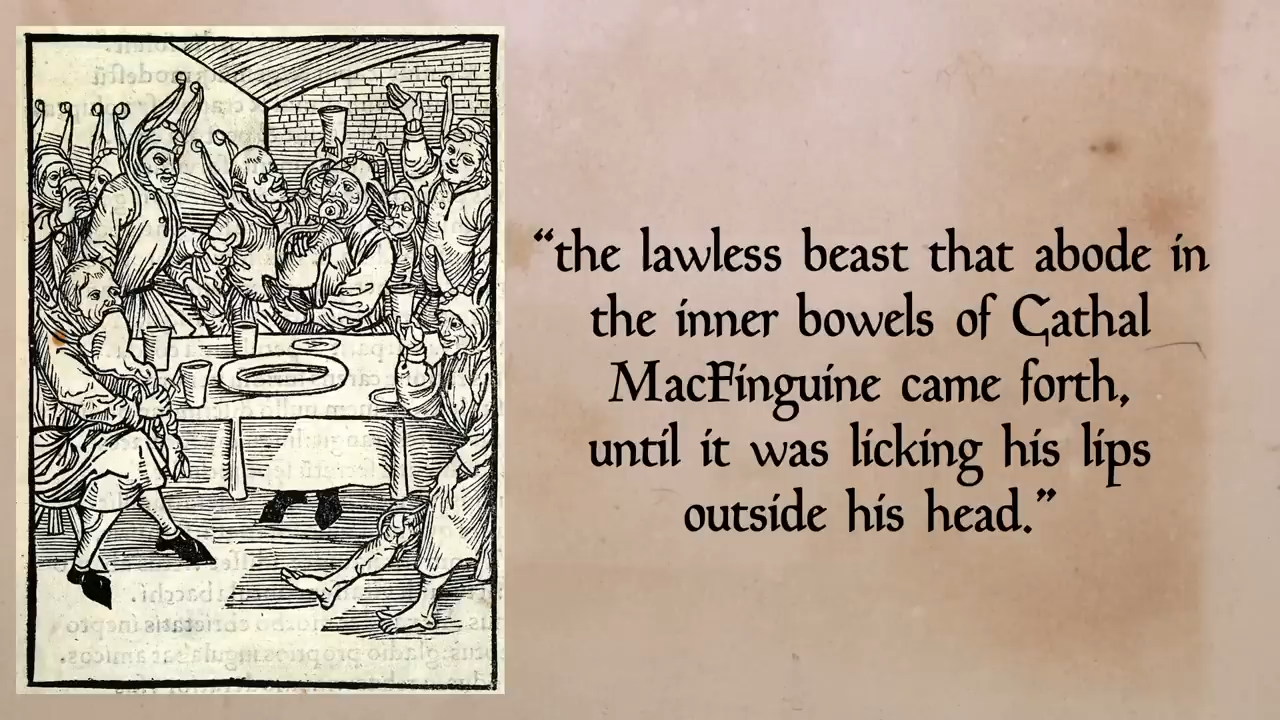 “the lawless beast that abode in
the inner bowels of Cathal
MacFinguine came forth,
until it was licking his lips
outside his head.”